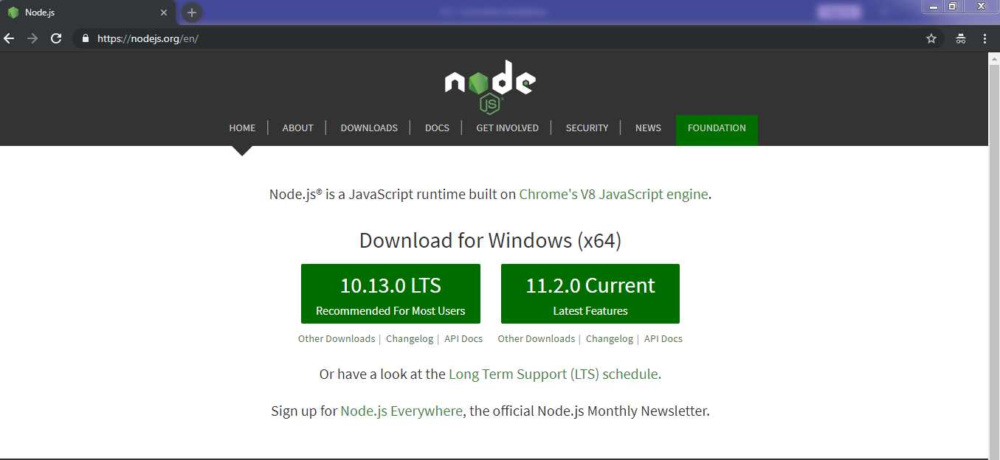 Node.js
https://nodejs.org/en/
node
JS
HOME ABOUT DOWNLOADS DOCS GET INVOLVED SECURITY NEWS FOUNDATION
Node.js® is a JavaScript runtime built on Chrome's V8 JavaScript engine.
Download for Windows (x64)
10.13.0 LTS
Recommended For Most Users
11.2.0 Current
Latest Features
Other Downloads | Changelog | API Docs
Other Downloads | Changelog | API Docs
Or have a look at the Long Term Support (LTS) schedule.
Sign up for Node.js Everywhere, the official Node.js Monthly Newsletter.